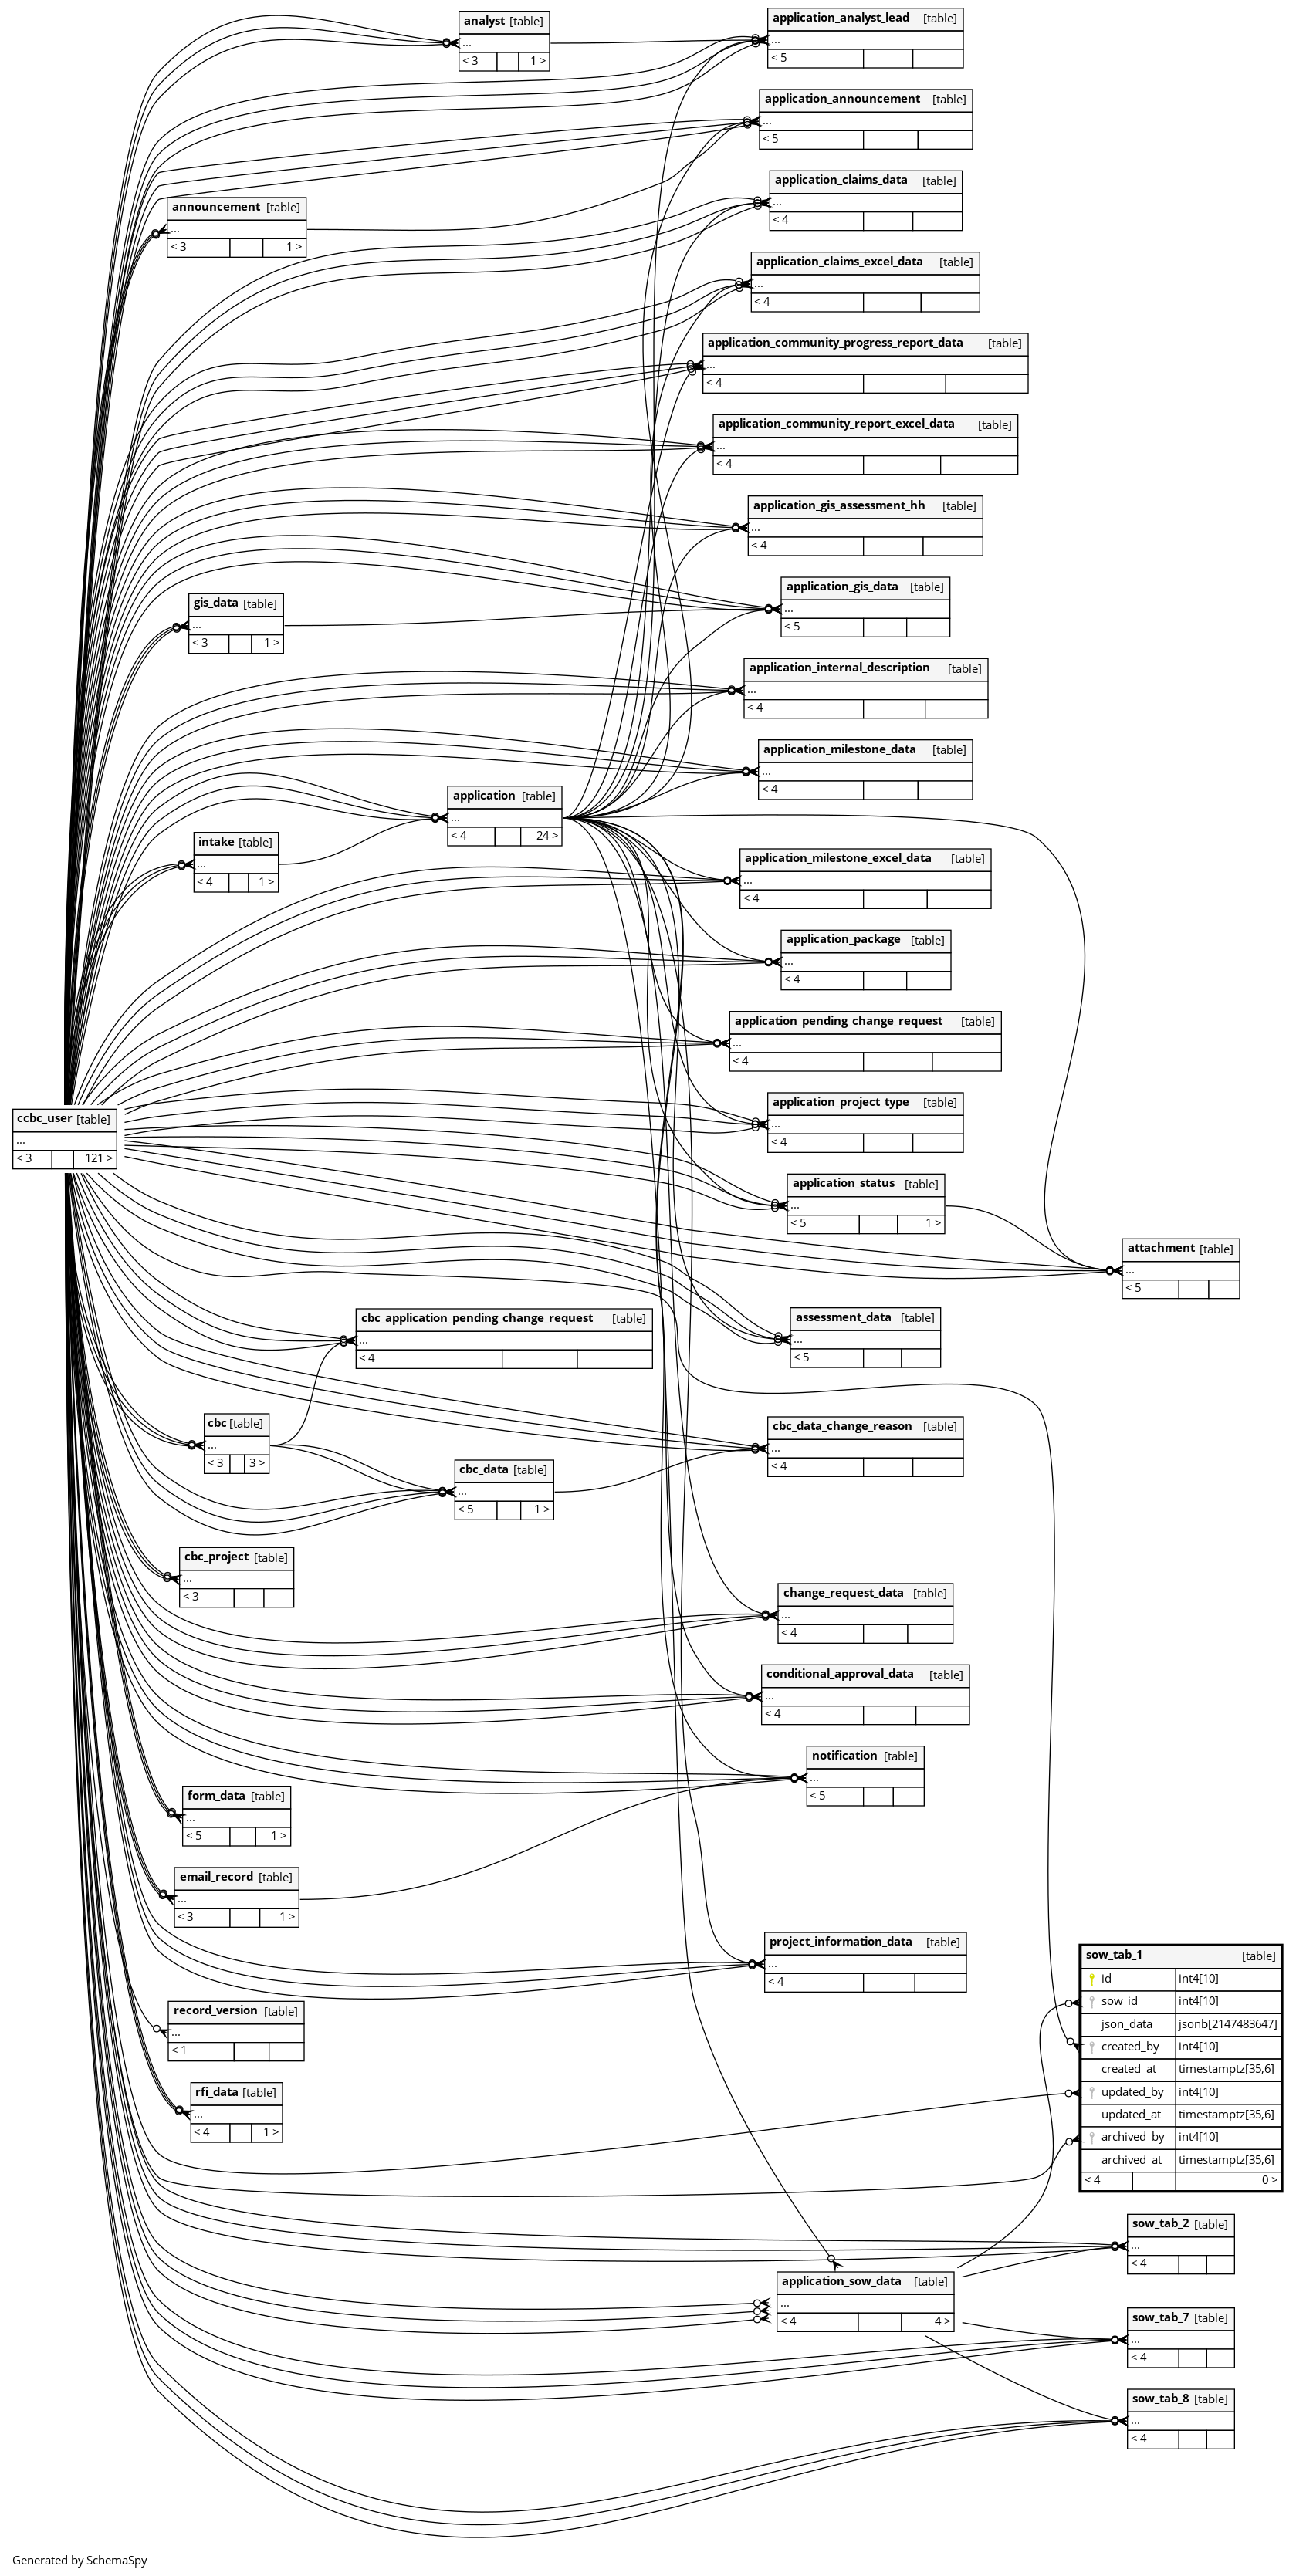 analyst [table]
...
< 3 1 >
application_analyst_lead [table]
...
< 5
application_announcement [table]
...
< 5
application_claims_data [table]
...
< 4
announcement [table]
...
< 3 1 >
application_claims_excel_data [table]
...
< 4
application_community_progress_report_data [table]
...
< 4
application_community_report_excel_data [table]
...
< 4
application_gis_assessment_hh [table]
...
< 4
application_gis_data [table]
...
< 5
gis_data [table]
...
< 3 1 >
application_internal_description [table]
...
< 4
application_milestone_data [table]
...
< 4
application [table]
...
< 4 24 >
intake [table]
...
< 4 1 >
application_milestone_excel_data [table]
...
< 4
application_package [table]
...
< 4
application_pending_change_request [table]
...
< 4
application_project_type [table]
...
< 4
ccbc_user [table]
...
< 3 121 >
application_status [table]
...
< 5 1 >
attachment [table]
...
< 5
assessment_data [table]
...
< 5
cbc_application_pending_change_request [table]
...
< 4
cbc [table]
...
< 3 3 >
cbc_data_change_reason [table]
...
< 4
cbc_data [table]
...
< 5 1 >
cbc_project [table]
...
< 3
change_request_data [table]
...
< 4
conditional_approval_data [table]
...
< 4
notification [table]
...
< 5
form_data [table]
...
< 5 1 >
email_record [table]
...
< 3 1 >
project_information_data [table]
...
< 4
sow_tab_1 [table]
id int4[10]
sow_id int4[10]
json_data jsonb[2147483647]
created_by int4[10]
created_at timestamptz[35,6]
updated_by int4[10]
updated_at timestamptz[35,6]
archived_by int4[10]
archived_at timestamptz[35,6]
< 4 0 >
record_version [table]
...
< 1
rfi_data [table]
...
< 4 1 >
sow_tab_2 [table]
...
< 4
application_sow_data [table]
...
< 4 4 >
sow_tab_7 [table]
...
< 4
sow_tab_8 [table]
...
< 4
Generated by SchemaSpy